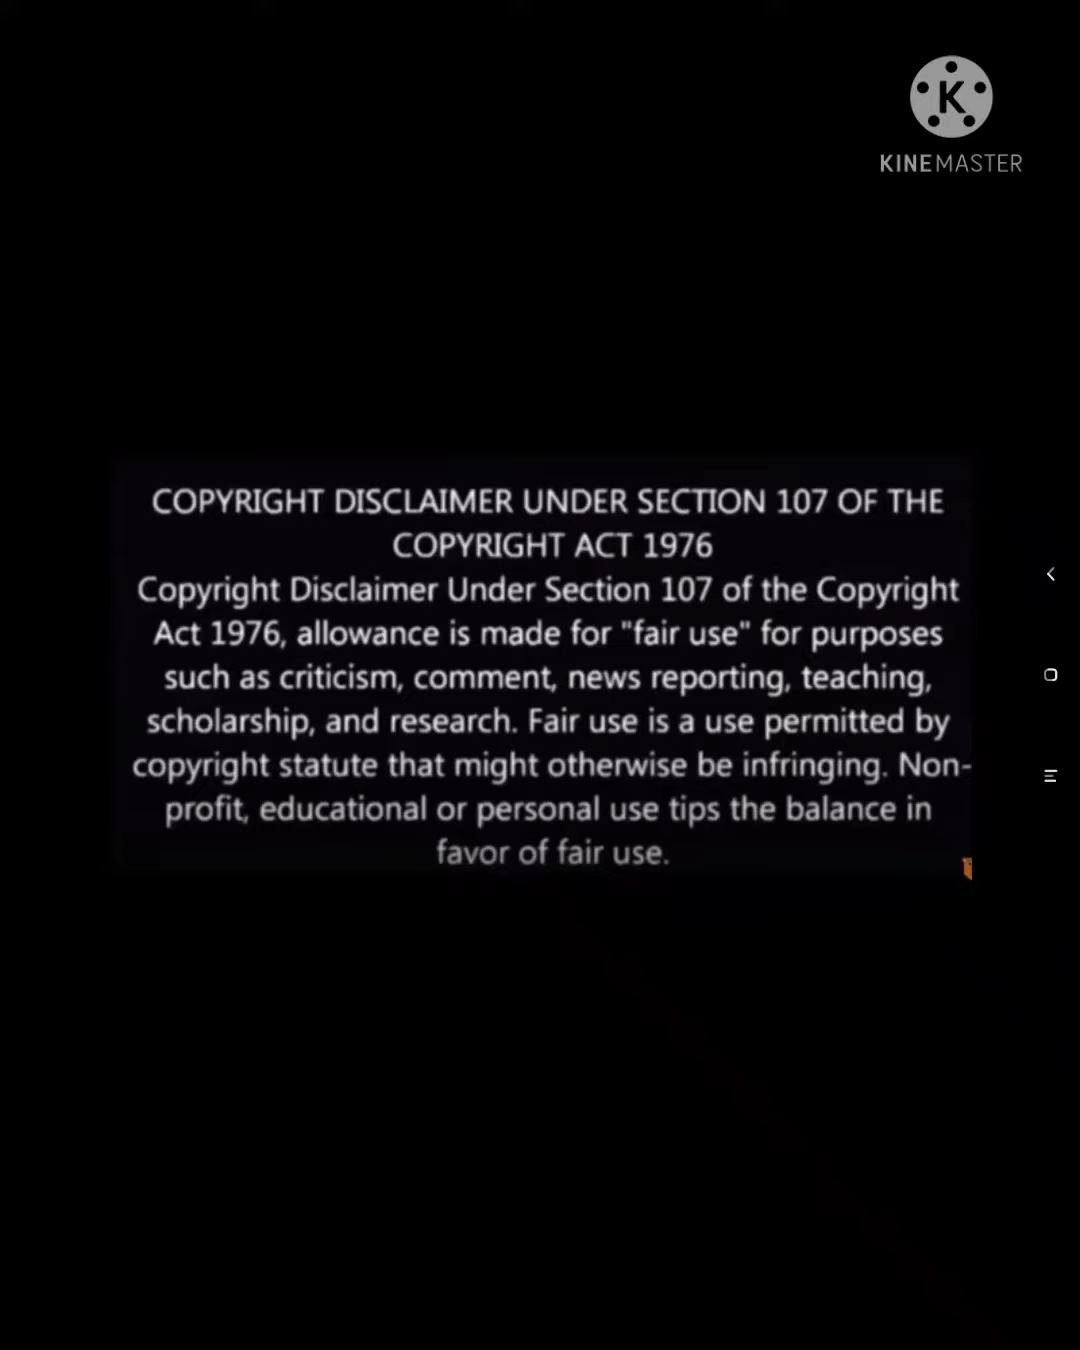 K
KINEMASTER
COPYRIGHT DISCLAIMER UNDER SECTION 107 OF THE
COPYRIGHT ACT 1976
Copyright Disclaimer Under Section 107 of the Copyright
Act 1976, allowance is made for "fair use" for purposes
such as criticism, comment, news reporting, teaching,
scholarship, and research. Fair use is a use permitted by
copyright statute that might otherwise be infringing. Non-
profit, educational or personal use tips the balance in
favor of fair use.